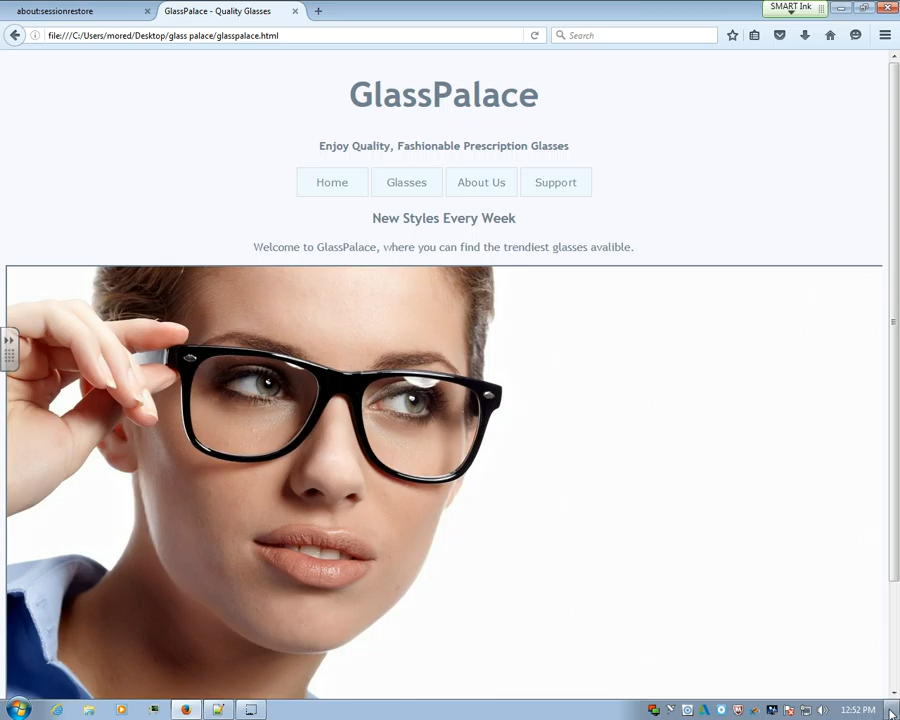 about:sessionrestore
GlassPalace - Quality Glasses
SMART Ink
file:///C:/Users/mored/Desktop/glass palace/glasspalace.html
Search
GlassPalace
Enjoy Quality, Fashionable Prescription Glasses
Home
Glasses
About Us
Support
New Styles Every Week
Welcome to GlassPalace, where you can find the trendiest glasses avalible.
12:52 PM